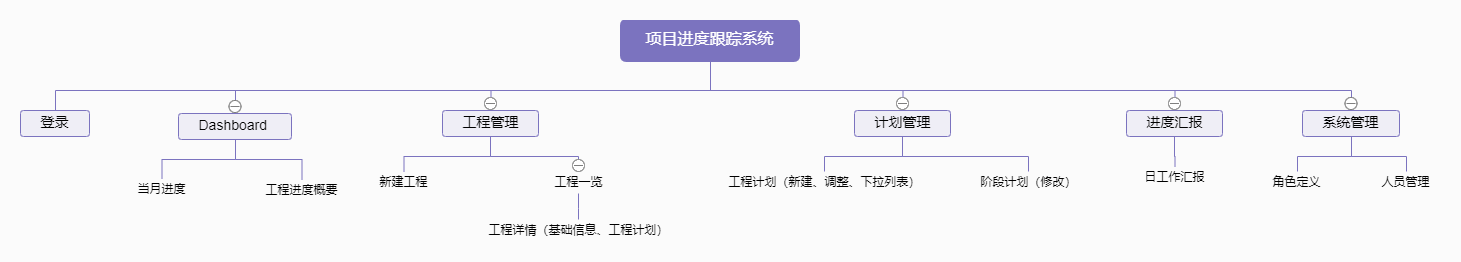 项目进度跟踪系统
登录
Dashboard
工程管理
计划管理
进度汇报
系统管理
当月进度
工程进度概要
新建工程
工程一览
工程计划（新建、调整、下拉列表）
阶段计划（修改）
日工作汇报
角色定义
人员管理
工程详情（基础信息、工程计划）